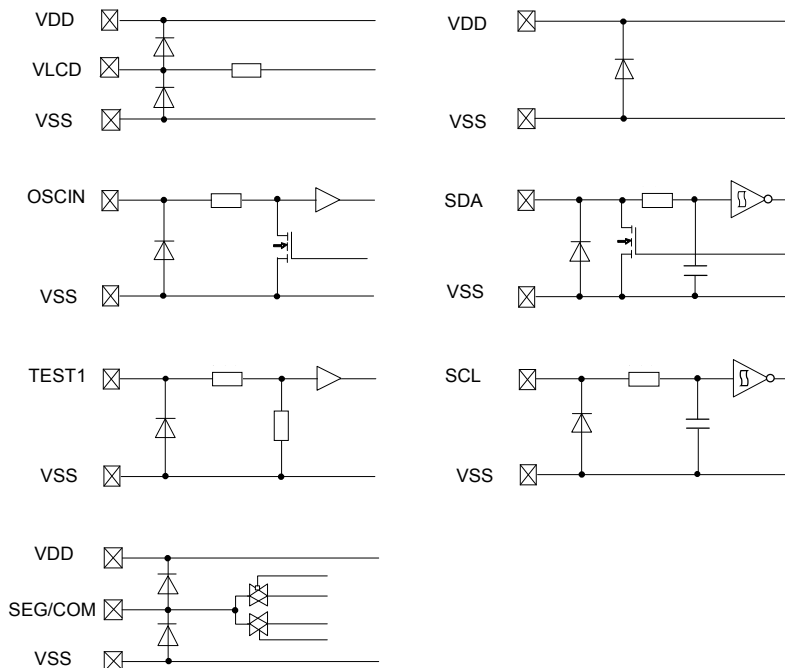 VDD
VLCD
VSS
VDD
VSS
OSCIN
VSS
SDA
VSS
TEST1
VSS
SCL
VSS
VDD
SEG/COM
VSS